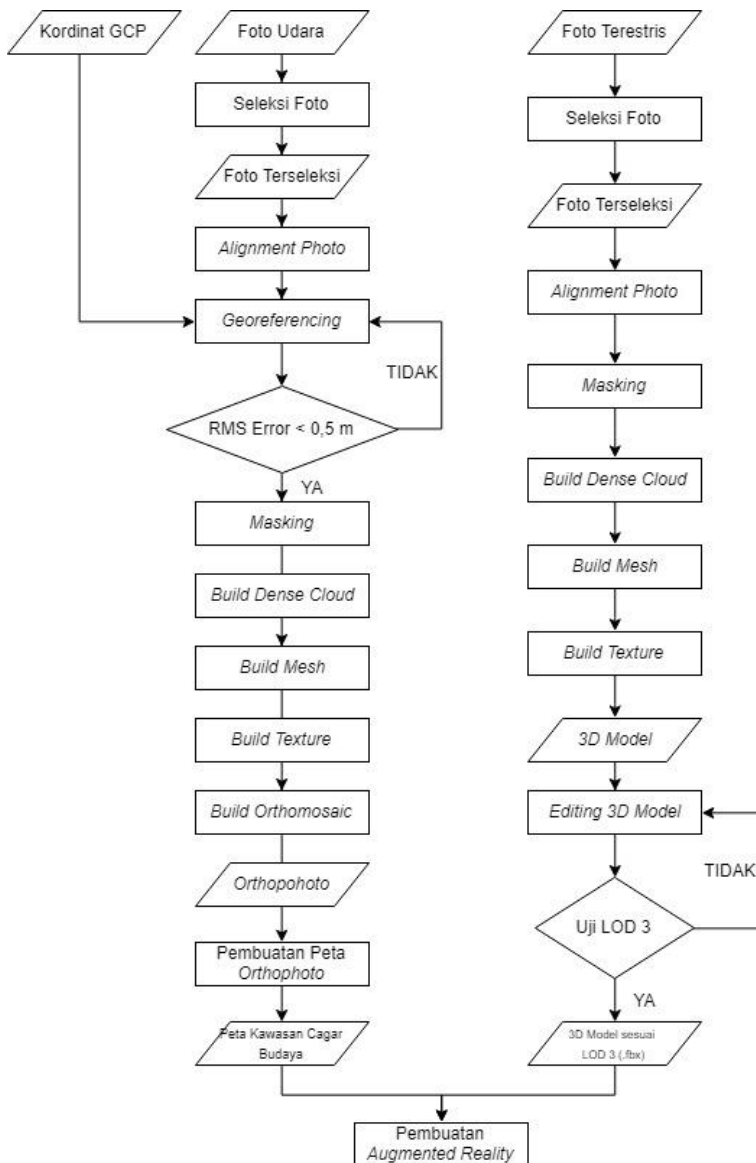 Kordinat GCP
Foto Udara
Seleksi Foto
Foto Terseleksi
Alignment Photo
Georeferencing
TIDAK
RMS Error < 0,5 m
YA
Masking
Build Dense Cloud
Build Mesh
Build Texture
Build Orthomosaic
Orthopohoto
Pembuatan Peta
Orthophoto
Peta Kawasan Cagar
Budaya
Foto Terestris
Seleksi Foto
Foto Terseleksi
Alignment Photo
Masking
Build Dense Cloud
Build Mesh
Build Texture
3D Model
Editing 3D Model
TIDAK
Uji LOD 3
YA
3D Model sesuai
LOD 3 (.fbx)
Pembuatan
Augmented Reality